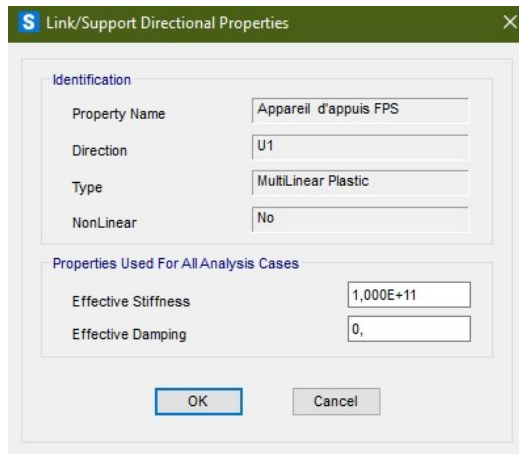 S Link/Support Directional Properties
Identification
Property Name Appareil d'appuis FPS
Direction U1
Type MultiLinear Plastic
NonLinear No
Properties Used For All Analysis Cases
Effective Stiffness 1,000E+11
Effective Damping 0,
OK Cancel